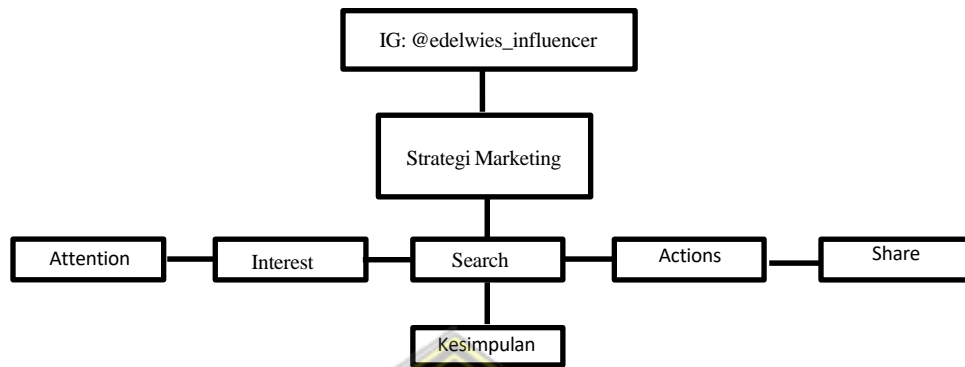 IG: @edelwies_influencer
Strategi Marketing
Attention
Interest
Search
Actions
Share
Kesimpulan